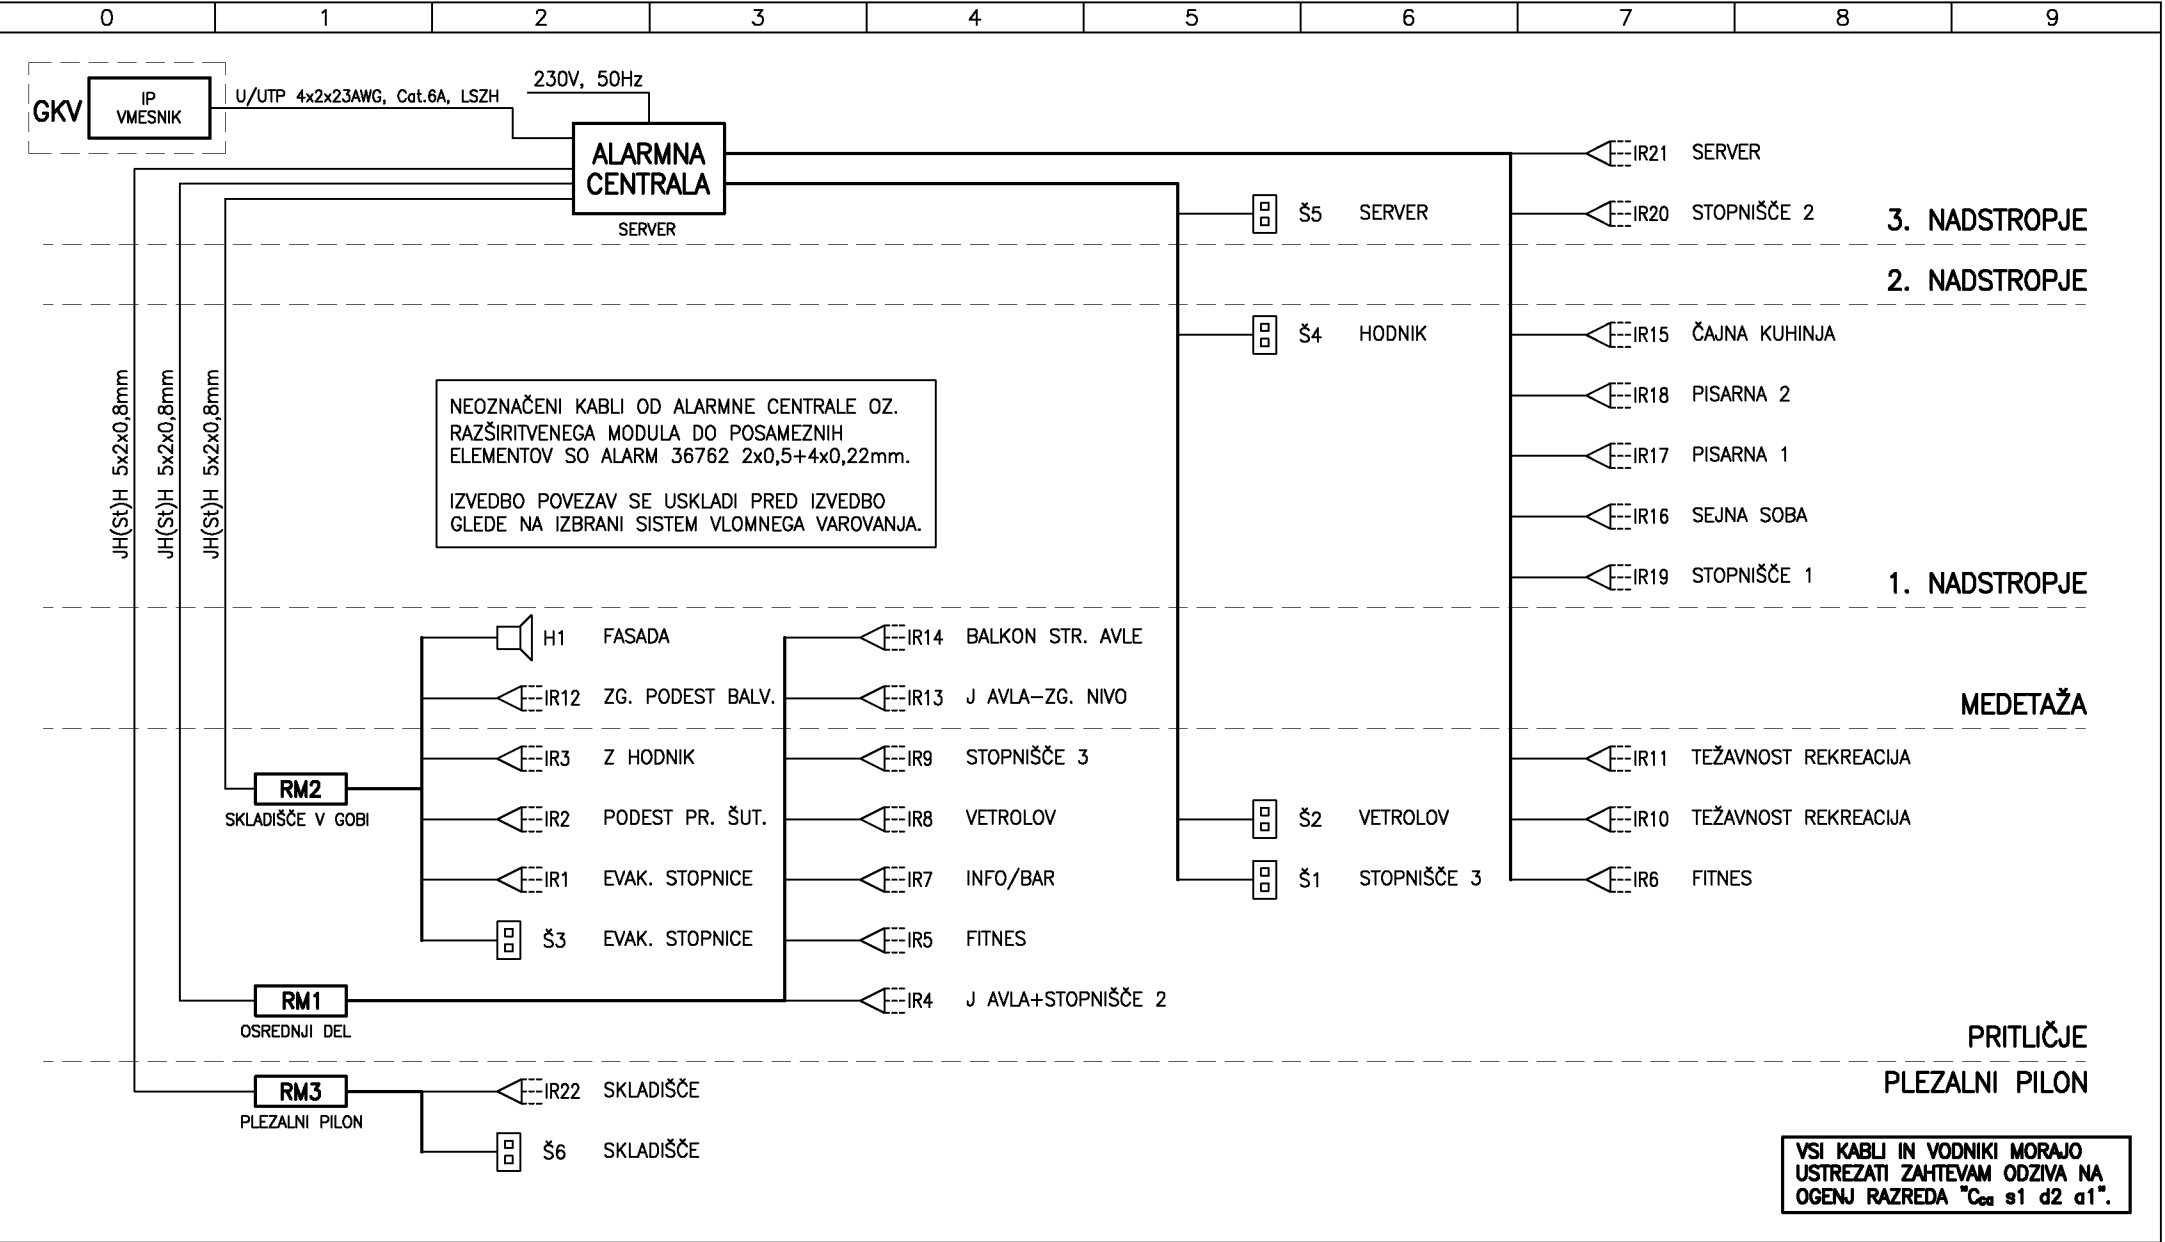 0 1 2 3 4 5 6 7 8 9
GKV
IP
VMESNIK
U/UTP 4x2x23AWG, Cat.6A, LSZH
230V, 50Hz
ALARMNA
CENTRALA
SERVER
IR21 SERVER
Š5 SERVER
IR20 STOPNIŠČE 2
3. NADSTROPJE
2. NADSTROPJE
Š4 HODNIK
IR15 ČAJNA KUHINJA
IR18 PISARNA 2
IR17 PISARNA 1
IR16 SEJNA SOBA
IR19 STOPNIŠČE 1
1. NADSTROPJE
JH(St)H 5x2x0,8mm
JH(St)H 5x2x0,8mm
JH(St)H 5x2x0,8mm
NEOZNAČENI KABLI OD ALARMNE CENTRALE OZ.
RAZŠIRITVENEGA MODULA DO POSAMEZNIH
ELEMENTOV SO ALARM 36762 2x0,5+4x0,22mm.
IZVEDBO POVEZAV SE USKLADI PRED IZVEDBO
GLEDE NA IZBRANI SISTEM VLOMNEGA VAROVANJA.
H1 FASADA
IR14 BALKON STR. AVLE
IR12 ZG. PODEST BALV.
IR13 J AVLA-ZG. NIVO
MEDETAŽA
IR3 Z HODNIK
IR9 STOPNIŠČE 3
IR11 TEŽAVNOST REKREACIJA
RM2
SKLADIŠČE V GOBI
IR2 PODEST PR. ŠUT.
IR8 VETROLOV
Š2 VETROLOV
IR10 TEŽAVNOST REKREACIJA
IR1 EVAK. STOPNICE
IR7 INFO/BAR
Š1 STOPNIŠČE 3
IR6 FITNES
Š3 EVAK. STOPNICE
IR5 FITNES
RM1
OSREDNJI DEL
IR4 J AVLA+STOPNIŠČE 2
PRITLIČJE
PLEZALNI PILON
RM3
PLEZALNI PILON
IR22 SKLADIŠČE
Š6 SKLADIŠČE
VSI KABLI IN VODNIKI MORAJO
USTREZATI ZAHTEVAM ODZIVA NA
OGENJ RAZREDA "Cca s1 d2 a1".